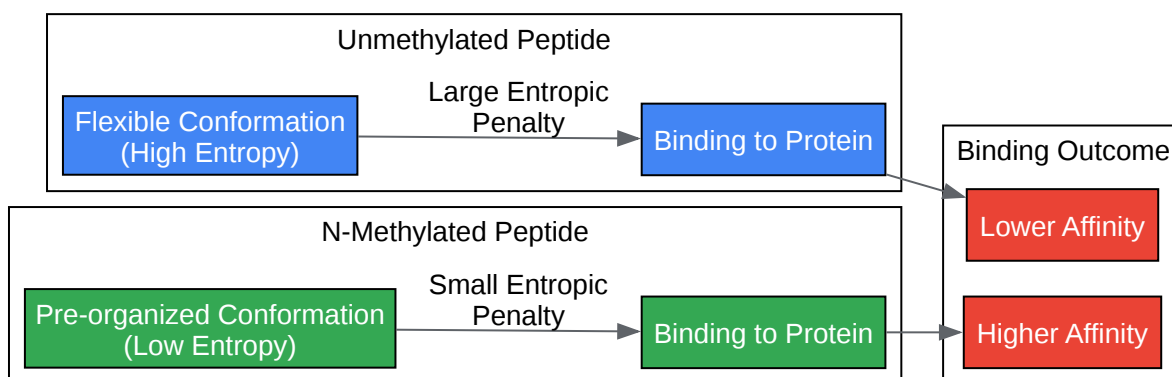 Unmethylated Peptide
Flexible Conformation
(High Entropy)
Large Entropic
Penalty
Binding to Protein
N-Methylated Peptide
Pre-organized Conformation
(Low Entropy)
Small Entropic
Penalty
Binding to Protein
Binding Outcome
Lower Affinity
Higher Affinity